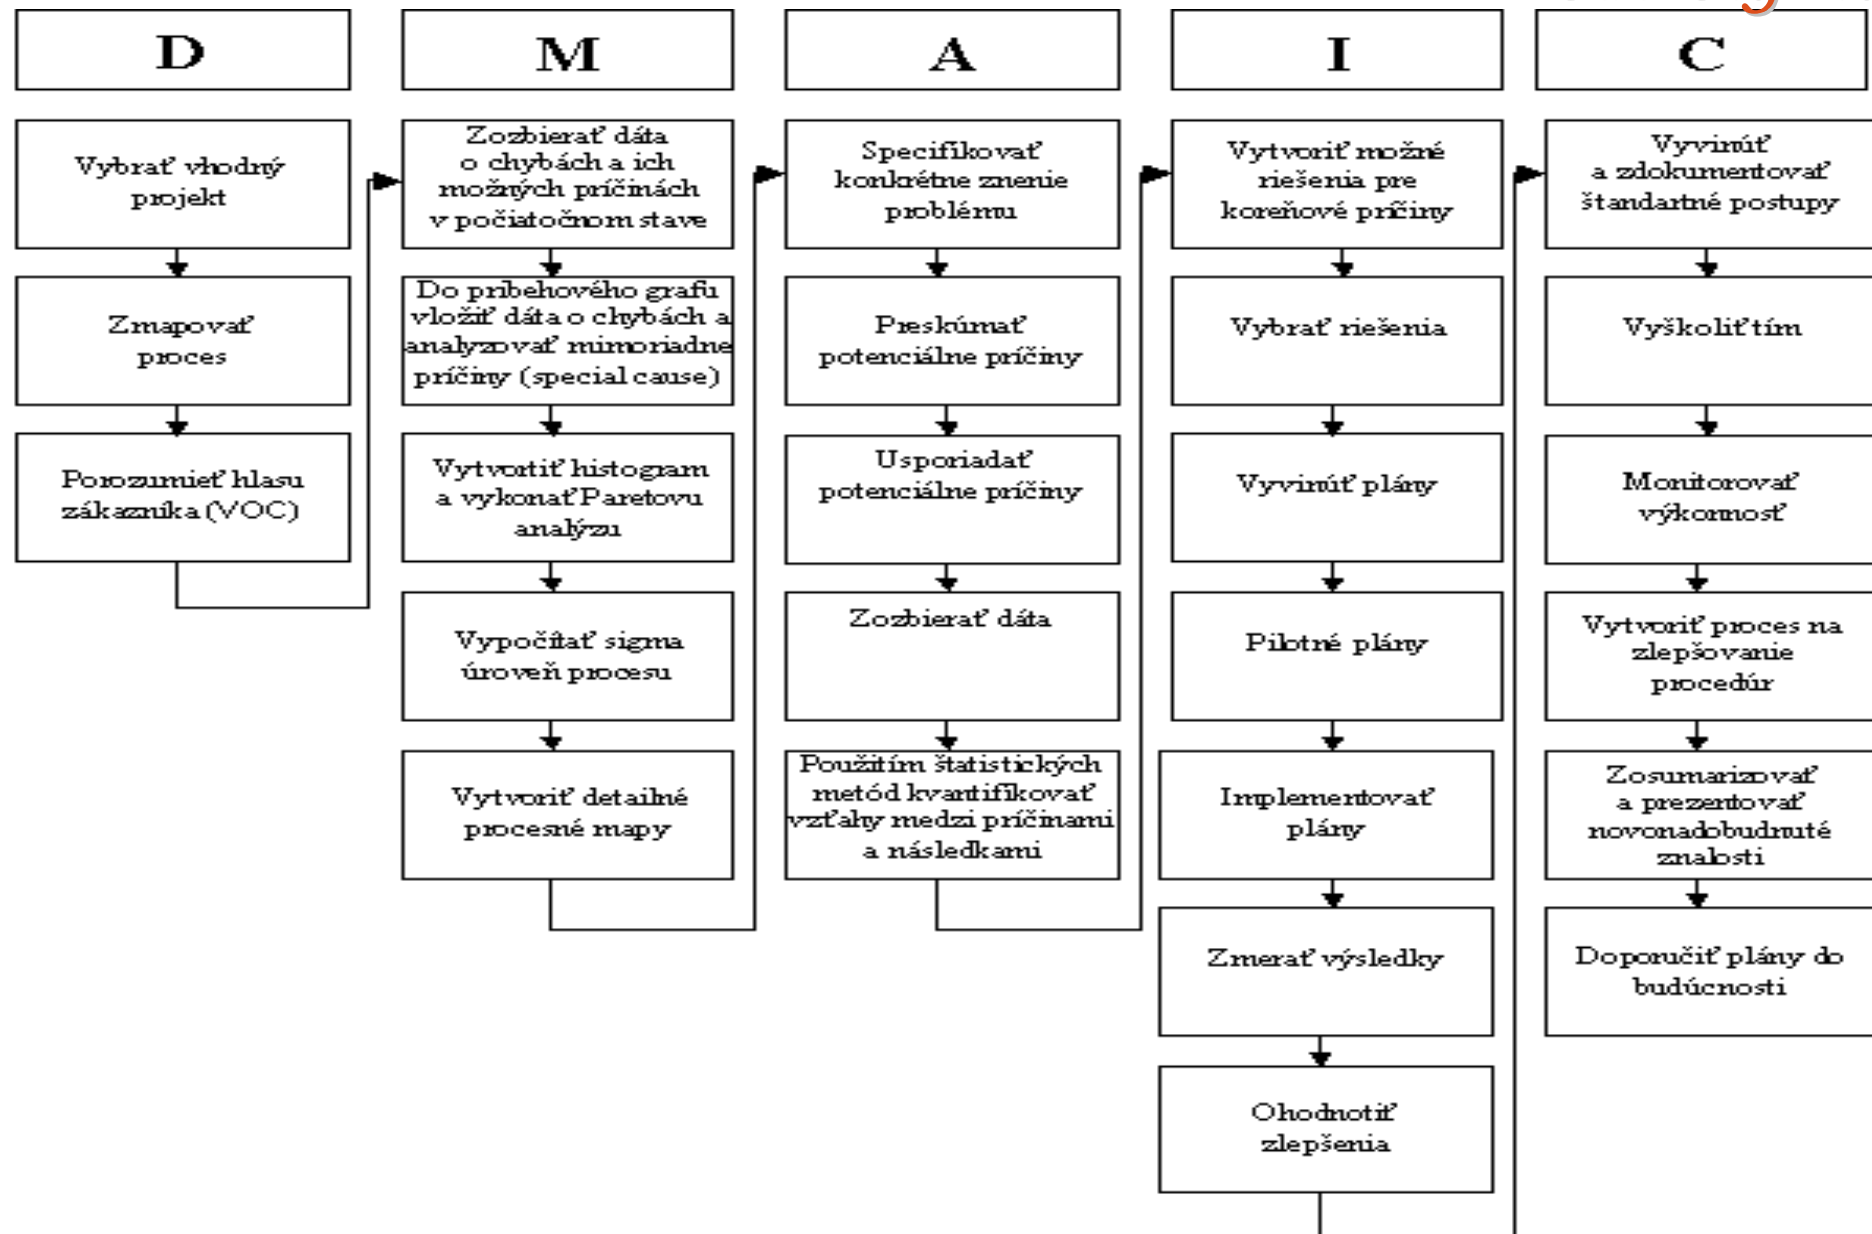 D
Vybrať vhodný
projekt
Zmapovať
proces
Porozumieť hlasu
zákazníka (VOC)
M
Zozbierať dáta
o chybách a ich
možných príčinách
v počiatočnom stave
Do pribehového grafu
vložiť dáta o chybách a
analyzovať mimoriadne
príčiny (special cause)
Vytvortiť histogram
a vykonať Paretovu
analýzu
Vypočítať sigma
úroveň procesu
Vytvoriť detailné
procesné mapy
A
Specifikovať
konkrétne znenie
problému
Preskúmať
potenciálne príčiny
Usporiadať
potenciálne príčiny
Zozbierať dáta
Použitím štatistických
metód kvantifikovať
vzťahy medzi príčinami
a následkami
I
Vytvoriť možné
riešenia pre
koreňové príčiny
Vybrať riešenia
Vyvinúť plány
Pilotné plány
Implementovať
plány
Zmerať výsledky
Ohodnotiť
zlepšenia
C
Vyvinúť
a zdokumentovať
štandartné postupy
Vyškoliť tím
Monitorovať
výkonnosť
Vytvoriť proces na
zlepšovanie
procedúr
Zosumarizovať
a prezentovať
novonadobudnuté
znalosti
Doporučiť plány do
budúcnosti